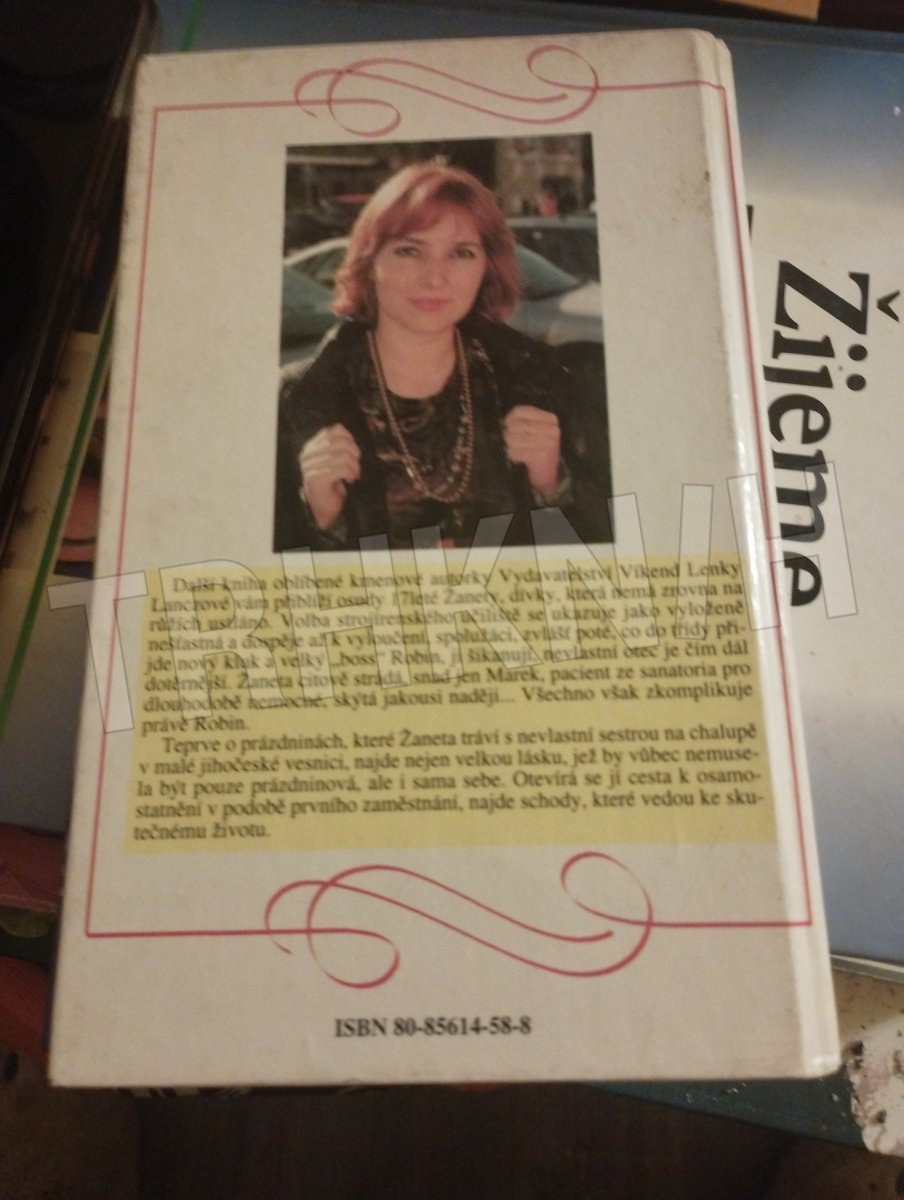 Další kniha oblíbené kmenové autorky Vydavatelství Víkend Lenky
Lanczové vám přiblíží osudy 17leté Žanety, dívky, která nemá zrovna na
růžích ustláno. Volba strojírenského učiliště se ukazuje jako vyloženě
nešťastná a dospěje až k vyloučení, spolužáci, zvlášť poté, co do třídy při-
jde nový kluk a velký „boss“ Robin, ji šikanují, nevlastní otec je čím dál
dotěrnější. Žaneta citově strádá, snad jen Marek, pacient ze sanatoria pro
dlouhodobě nemocné, skýtá jakousi naději... Všechno však zkomplikuje
právě Robin.
Teprve o prázdninách, které Žaneta tráví s nevlastní sestrou na chalupě
v malé jihočeské vesnici, najde nejen velkou lásku, jež by vůbec nemuse-
la být pouze prázdninová, ale i sama sebe. Otevírá se jí cesta k osamo-
statnění v podobě prvního zaměstnání, najde schody, které vedou ke sku-
tečnému životu.
ISBN 80-85614-58-8
Žijeme
TRHKNIH